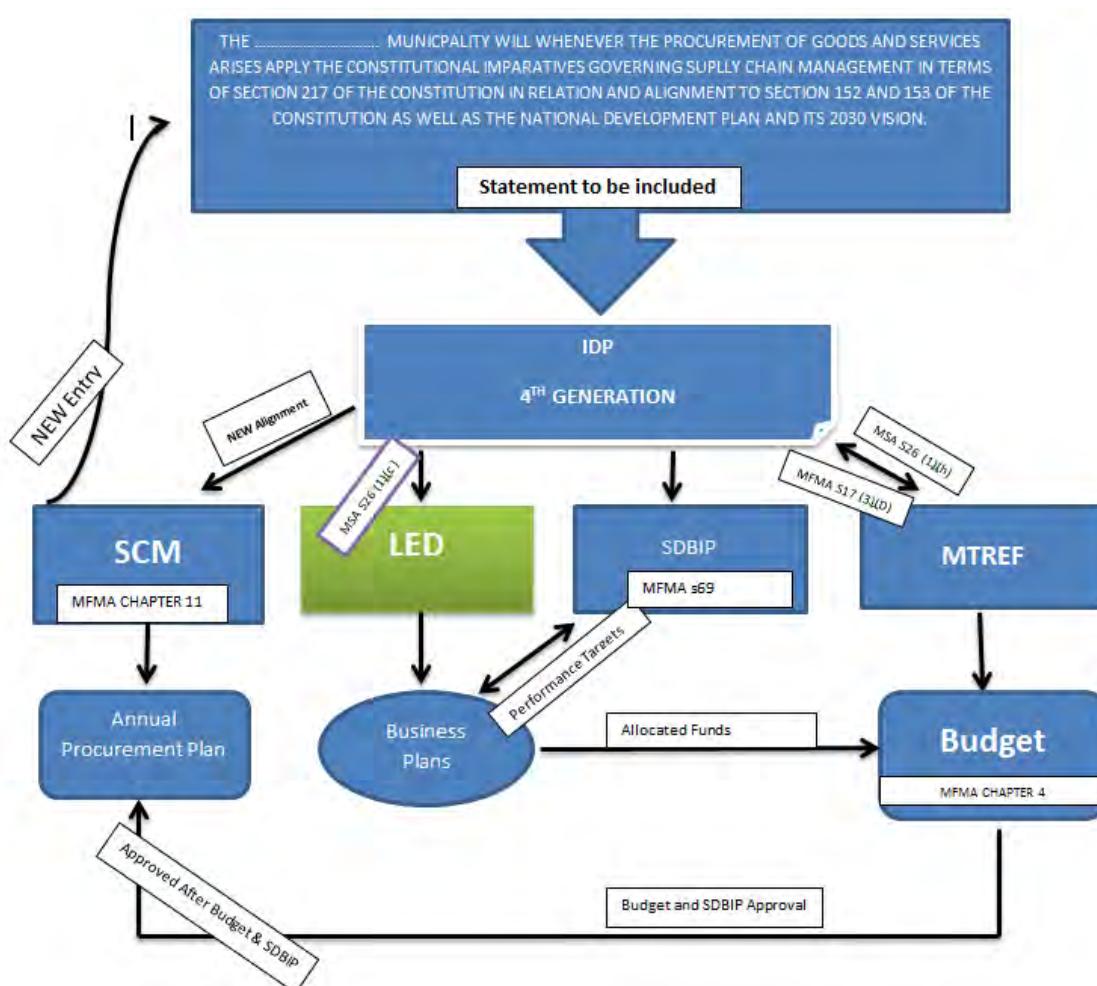 THE ................................ MUNICPALITY WILL WHENEVER THE PROCUREMENT OF GOODS AND SERVICES
ARISES APPLY THE CONSTITUTIONAL IMPARATIVES GOVERNING SUPLLY CHAIN MANAGEMENT IN TERMS
OF SECTION 217 OF THE CONSTITUTION IN RELATION AND ALIGNMENT TO SECTION 152 AND 153 OF
THE CONSTITUTION AS WELL AS THE NATIONAL DEVELOPMENT PLAN AND ITS 2030 VISION.
Statement to be included
IDP
4TH GENERATION
NEW Entry
NEW Alignment
MSA S26 (1)(c)
MSA S26 (1)(h)
MFMA S17 (3)(D)
SCM
MFMA CHAPTER 11
LED
SDBIP
MFMA s69
MTREF
Performance Targets
Annual
Procurement Plan
Business
Plans
Allocated Funds
Budget
MFMA CHAPTER 4
Approved After Budget & SDBIP
Budget and SDBIP Approval